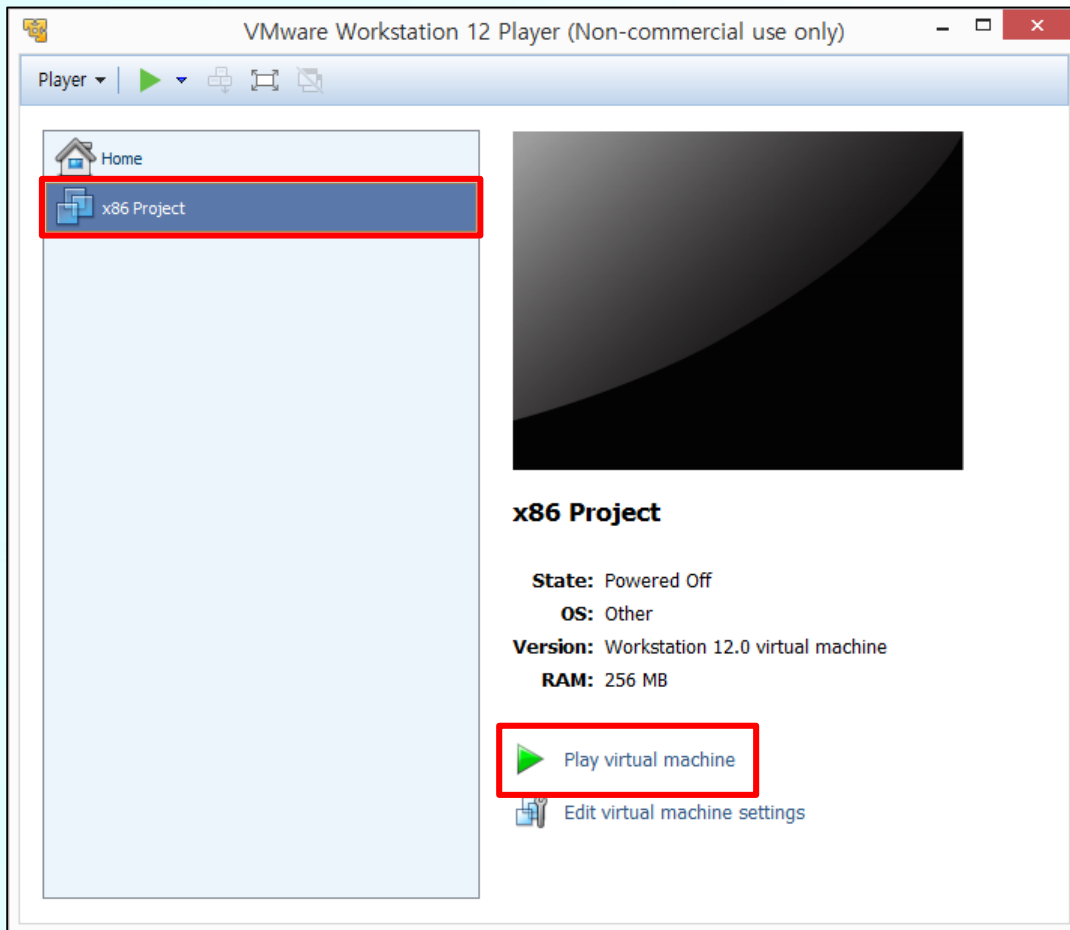 VMware Workstation 12 Player (Non-commercial use only)
Player
Home
x86 Project
x86 Project
State: Powered Off
OS: Other
Version: Workstation 12.0 virtual machine
RAM: 256 MB
Play virtual machine
Edit virtual machine settings